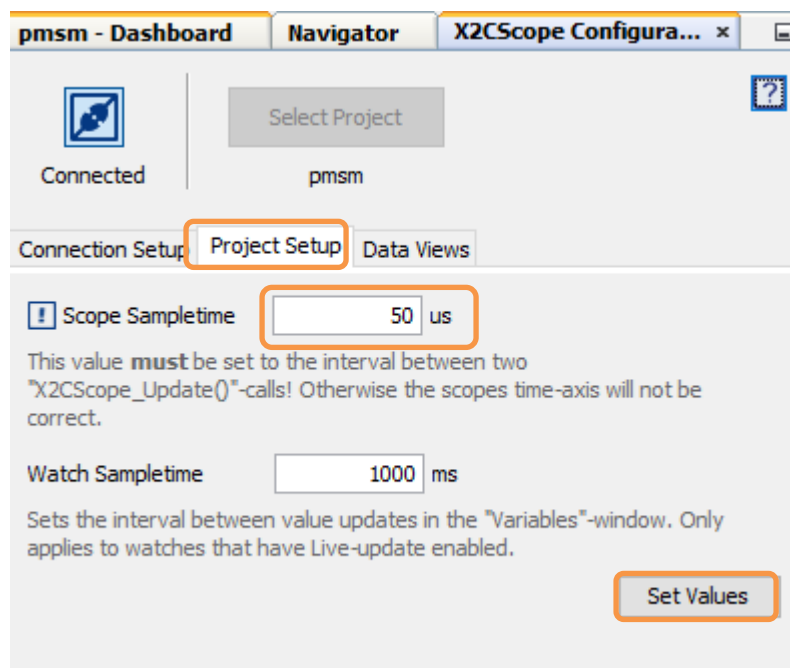 pmsm - Dashboard Navigator X2CScope Configura... ×
?
Select Project
Connected pmsm
Connection Setup Project Setup Data Views
! Scope Sampletime 50 us
This value must be set to the interval between two
"X2CScope_Update()"-calls! Otherwise the scopes time-axis will not be
correct.
Watch Sampletime 1000 ms
Sets the interval between value updates in the "Variables"-window. Only
applies to watches that have Live-update enabled.
Set Values